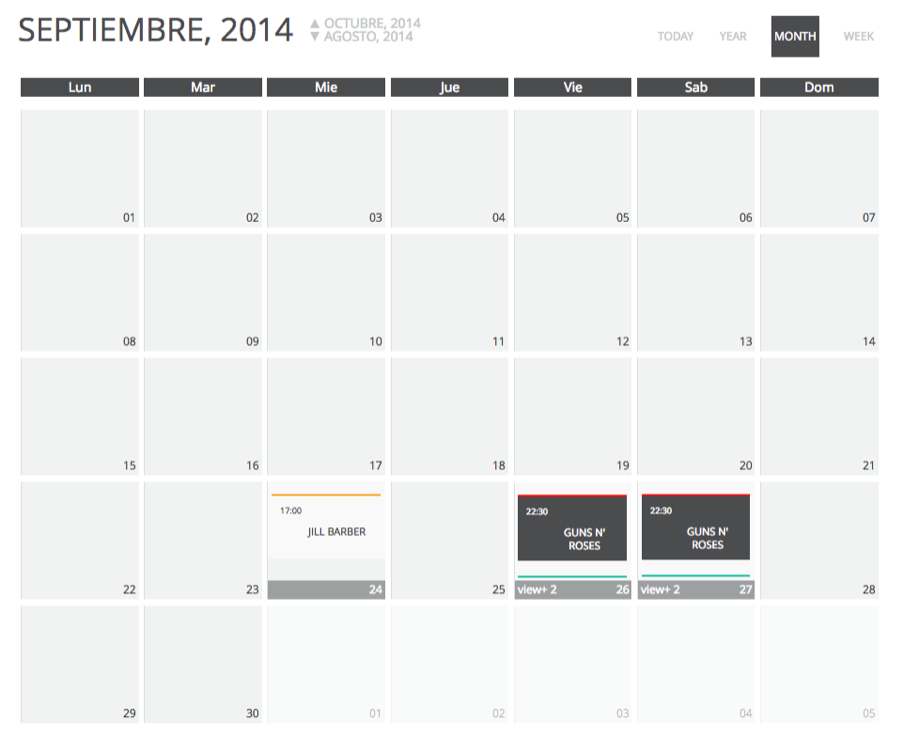 SEPTIEMBRE, 2014
▲ OCTUBRE, 2014
▼ AGOSTO, 2014
TODAY YEAR MONTH WEEK
Lun Mar Mie Jue Vie Sab Dom
01 02 03 04 05 06 07
08 09 10 11 12 13 14
15 16 17 18 19 20 21
17:00 22:30 22:30
JILL BARBER GUNS N' GUNS N'
ROSES ROSES
22 23 24 25 view+ 2 26 view+ 2 27 28
29 30 01 02 03 04 05